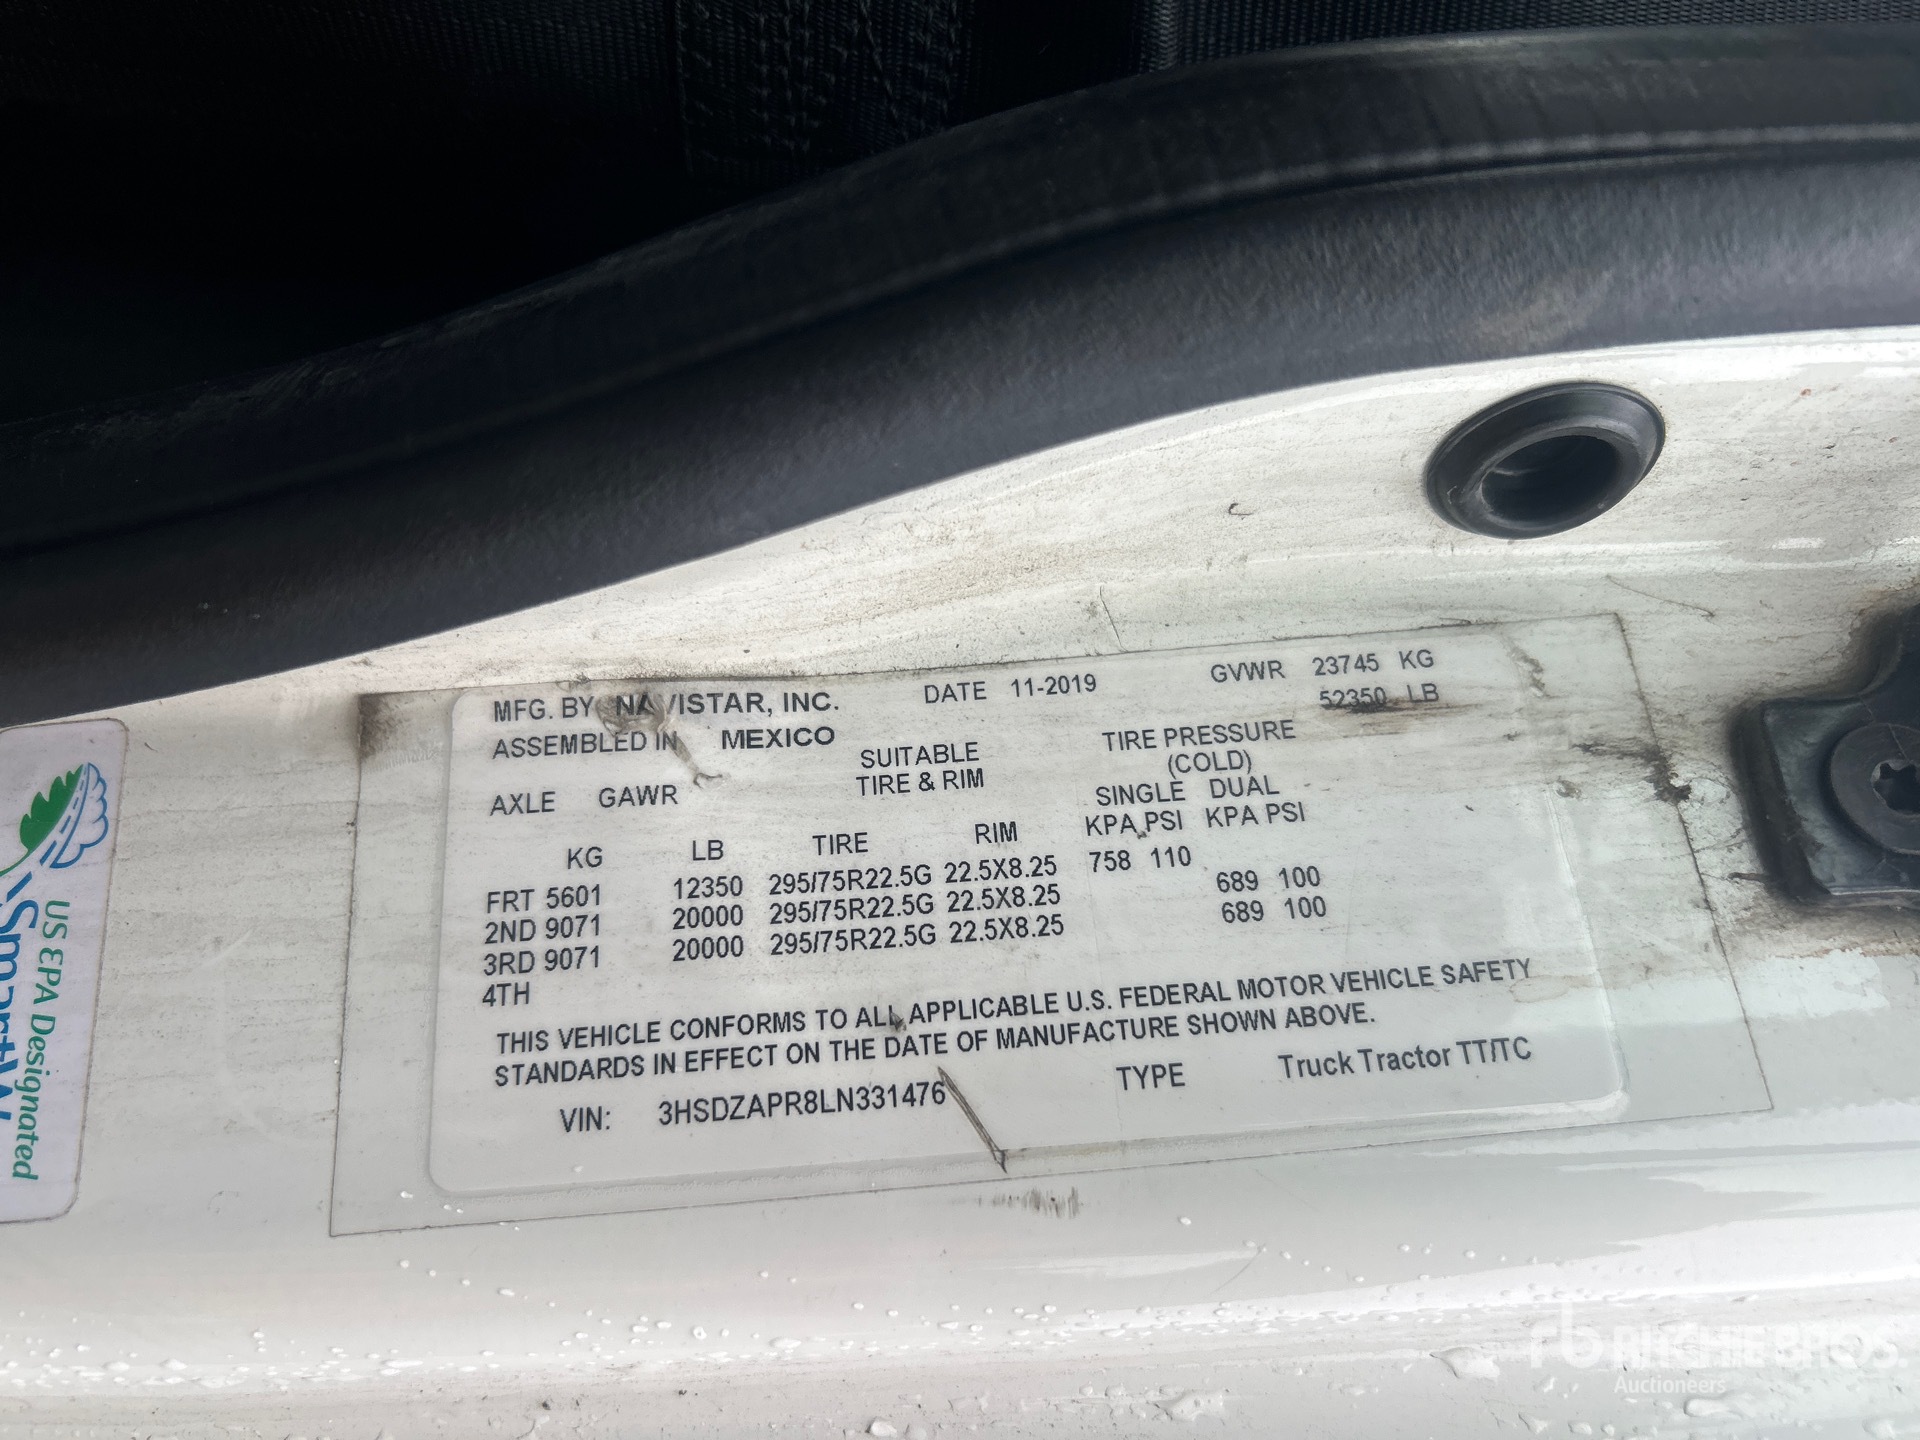 MFG. BY NAVISTAR, INC. DATE 11-2019 GVWR 23745 KG
52350 LB
ASSEMBLED IN MEXICO
SUITABLE TIRE PRESSURE
AXLE GAWR TIRE & RIM (COLD)
SINGLE DUAL
KG LB TIRE RIM KPA PSI KPA PSI
FRT 5601 12350 295/75R22.5G 22.5X8.25 758 110
2ND 9071 20000 295/75R22.5G 22.5X8.25 689 100
3RD 9071 20000 295/75R22.5G 22.5X8.25 689 100
4TH
THIS VEHICLE CONFORMS TO ALL APPLICABLE U.S. FEDERAL MOTOR VEHICLE SAFETY
STANDARDS IN EFFECT ON THE DATE OF MANUFACTURE SHOWN ABOVE.
VIN: 3HSDZAPR8LN331476 TYPE Truck Tractor TT/TC
US EPA Designated
SmartW
rb RITCHIE BROS.
Auctioneers